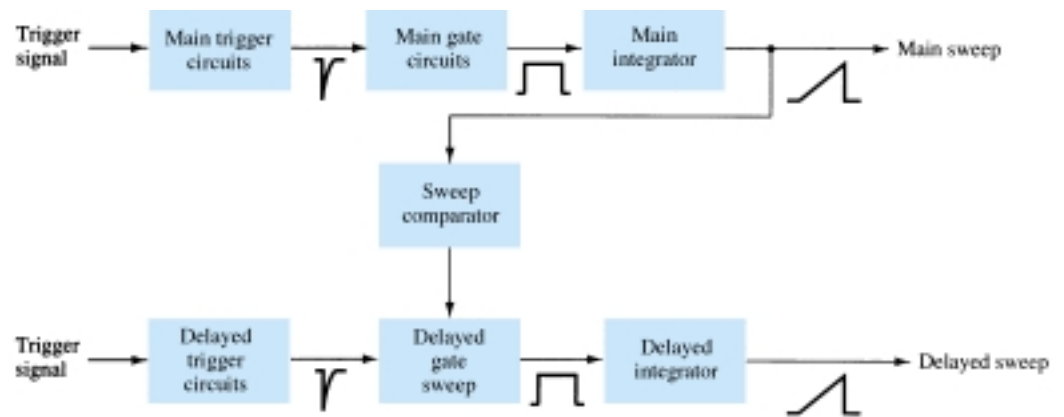 Trigger
signal
Main trigger
circuits
Main gate
circuits
Main
integrator
Main sweep
Sweep
comparator
Trigger
signal
Delayed
trigger
circuits
Delayed
gate
sweep
Delayed
integrator
Delayed sweep